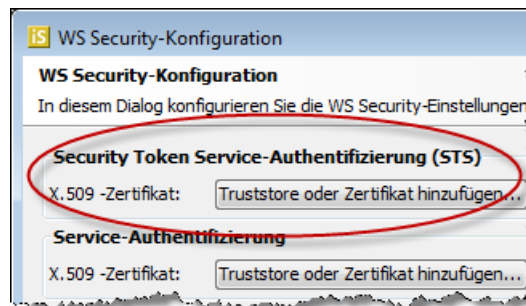 iS WS Security-Konfiguration
WS Security-Konfiguration
In diesem Dialog konfigurieren Sie die WS Security-Einstellungen
Security Token Service-Authentifizierung (STS)
X.509 -Zertifikat: Truststore oder Zertifikat hinzufügen...
Service-Authentifizierung
X.509 -Zertifikat: Truststore oder Zertifikat hinzufügen...